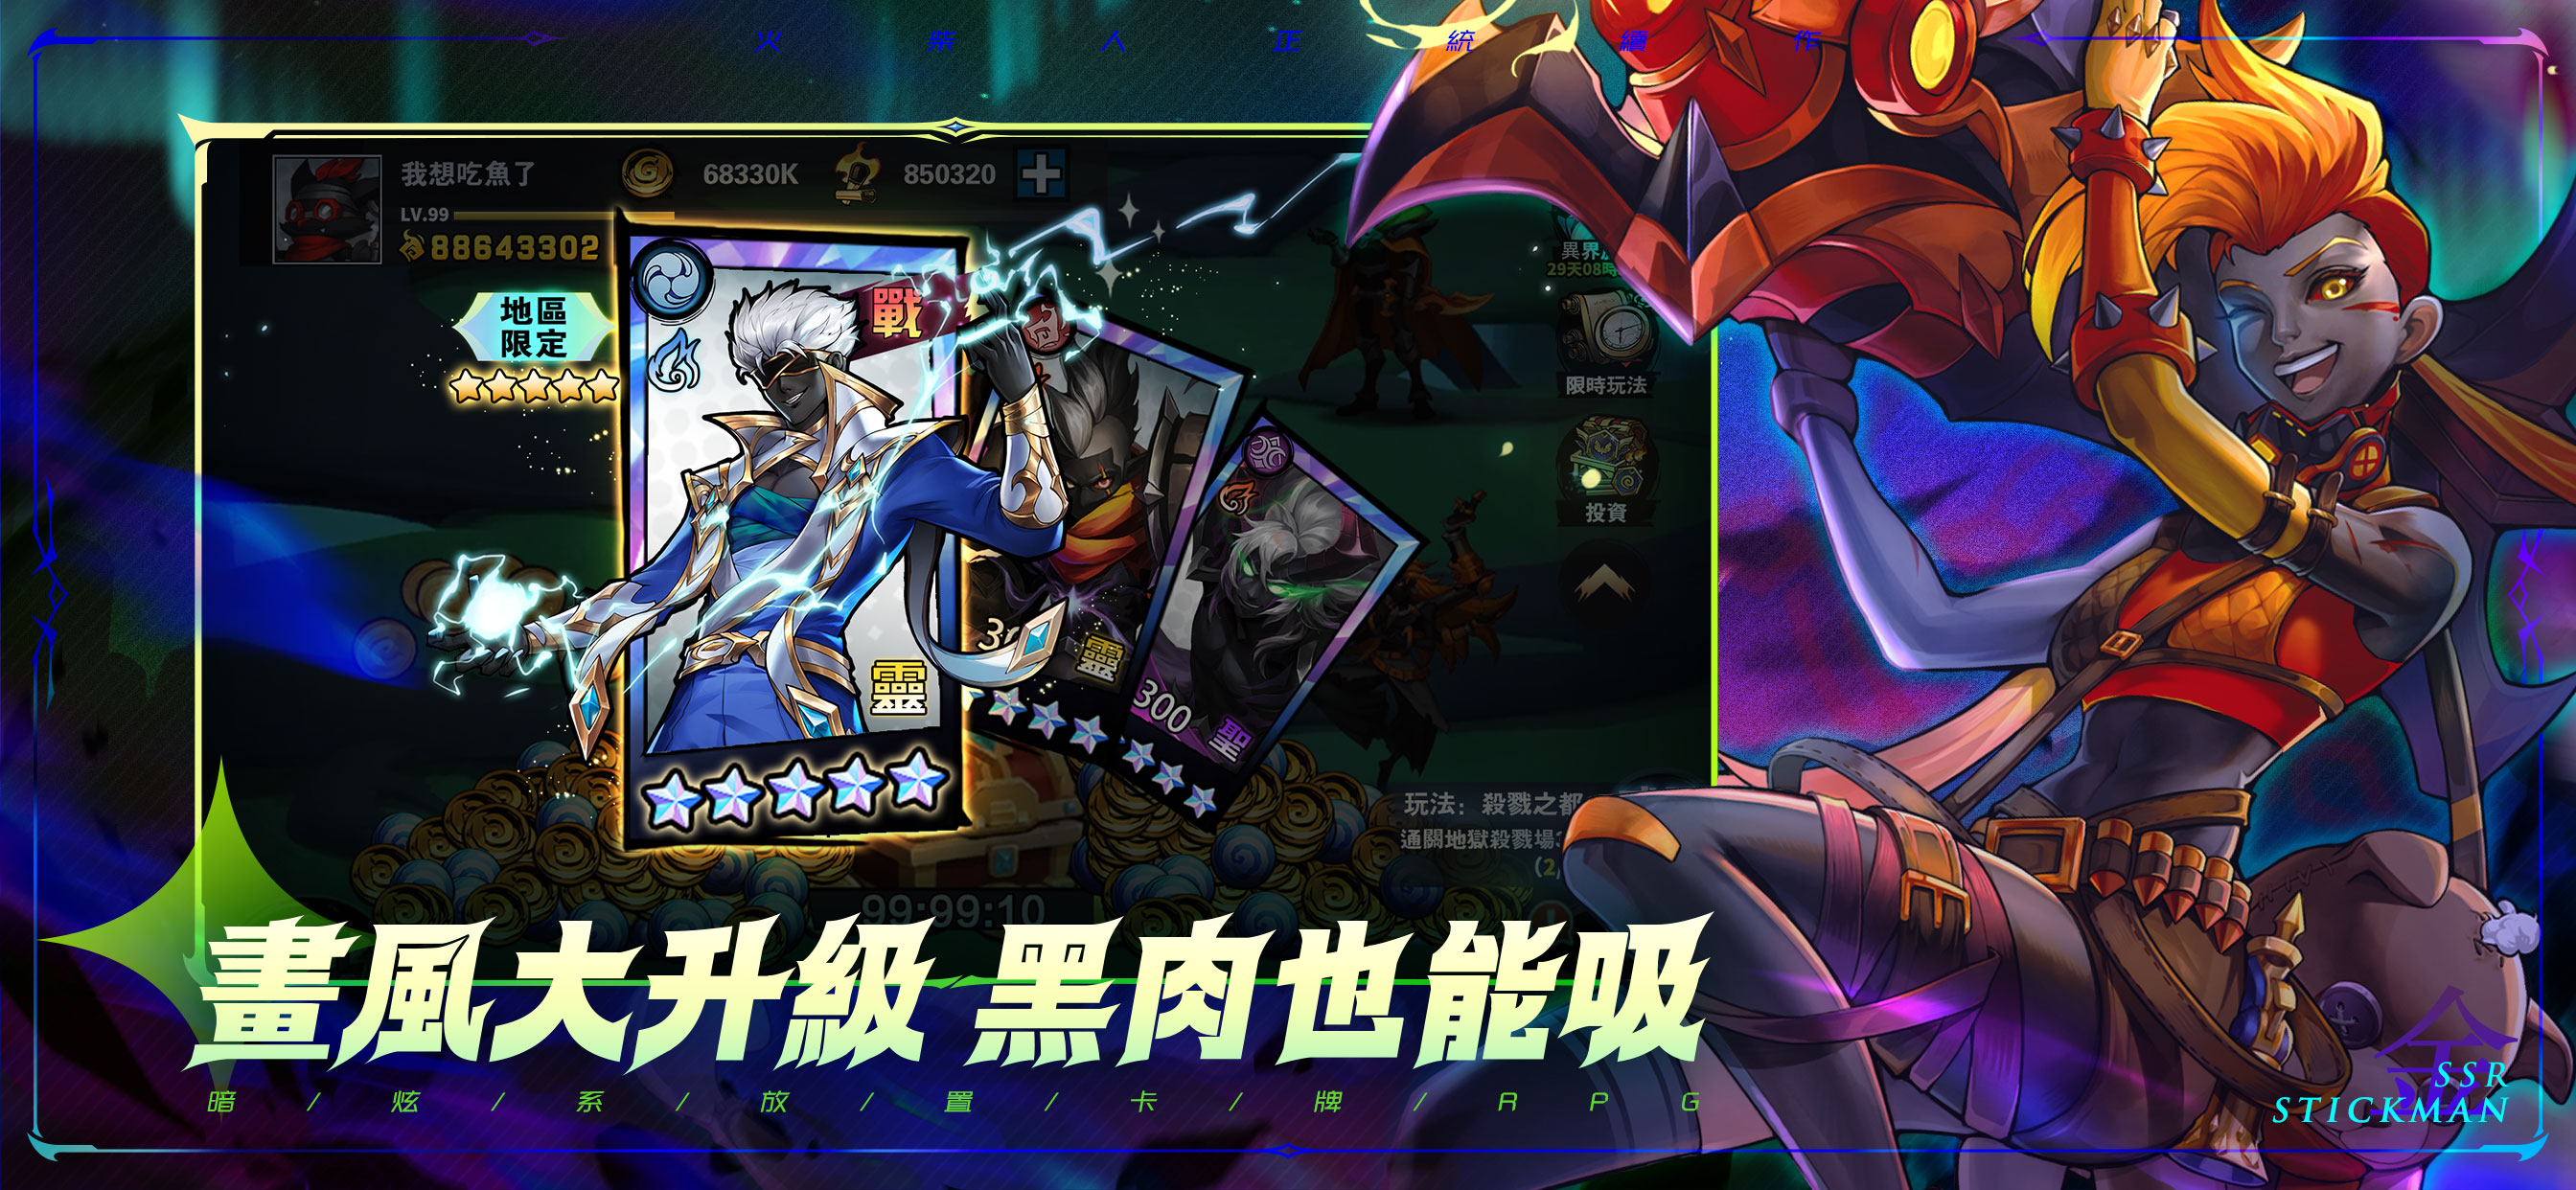 火柴人正統續作
我想吃魚了
68330K
850320
LV.99
88643302
地區
限定
戰
靈
靈
300
聖
異界
29天08時
限時玩法
投資
玩法：殺戮之都
通關地獄殺戮場
(2
99:99:10
畫風大升級 黑肉也能吸
暗/炫/系/放/置/卡/牌/RPG
金
SSR
STICKMAN